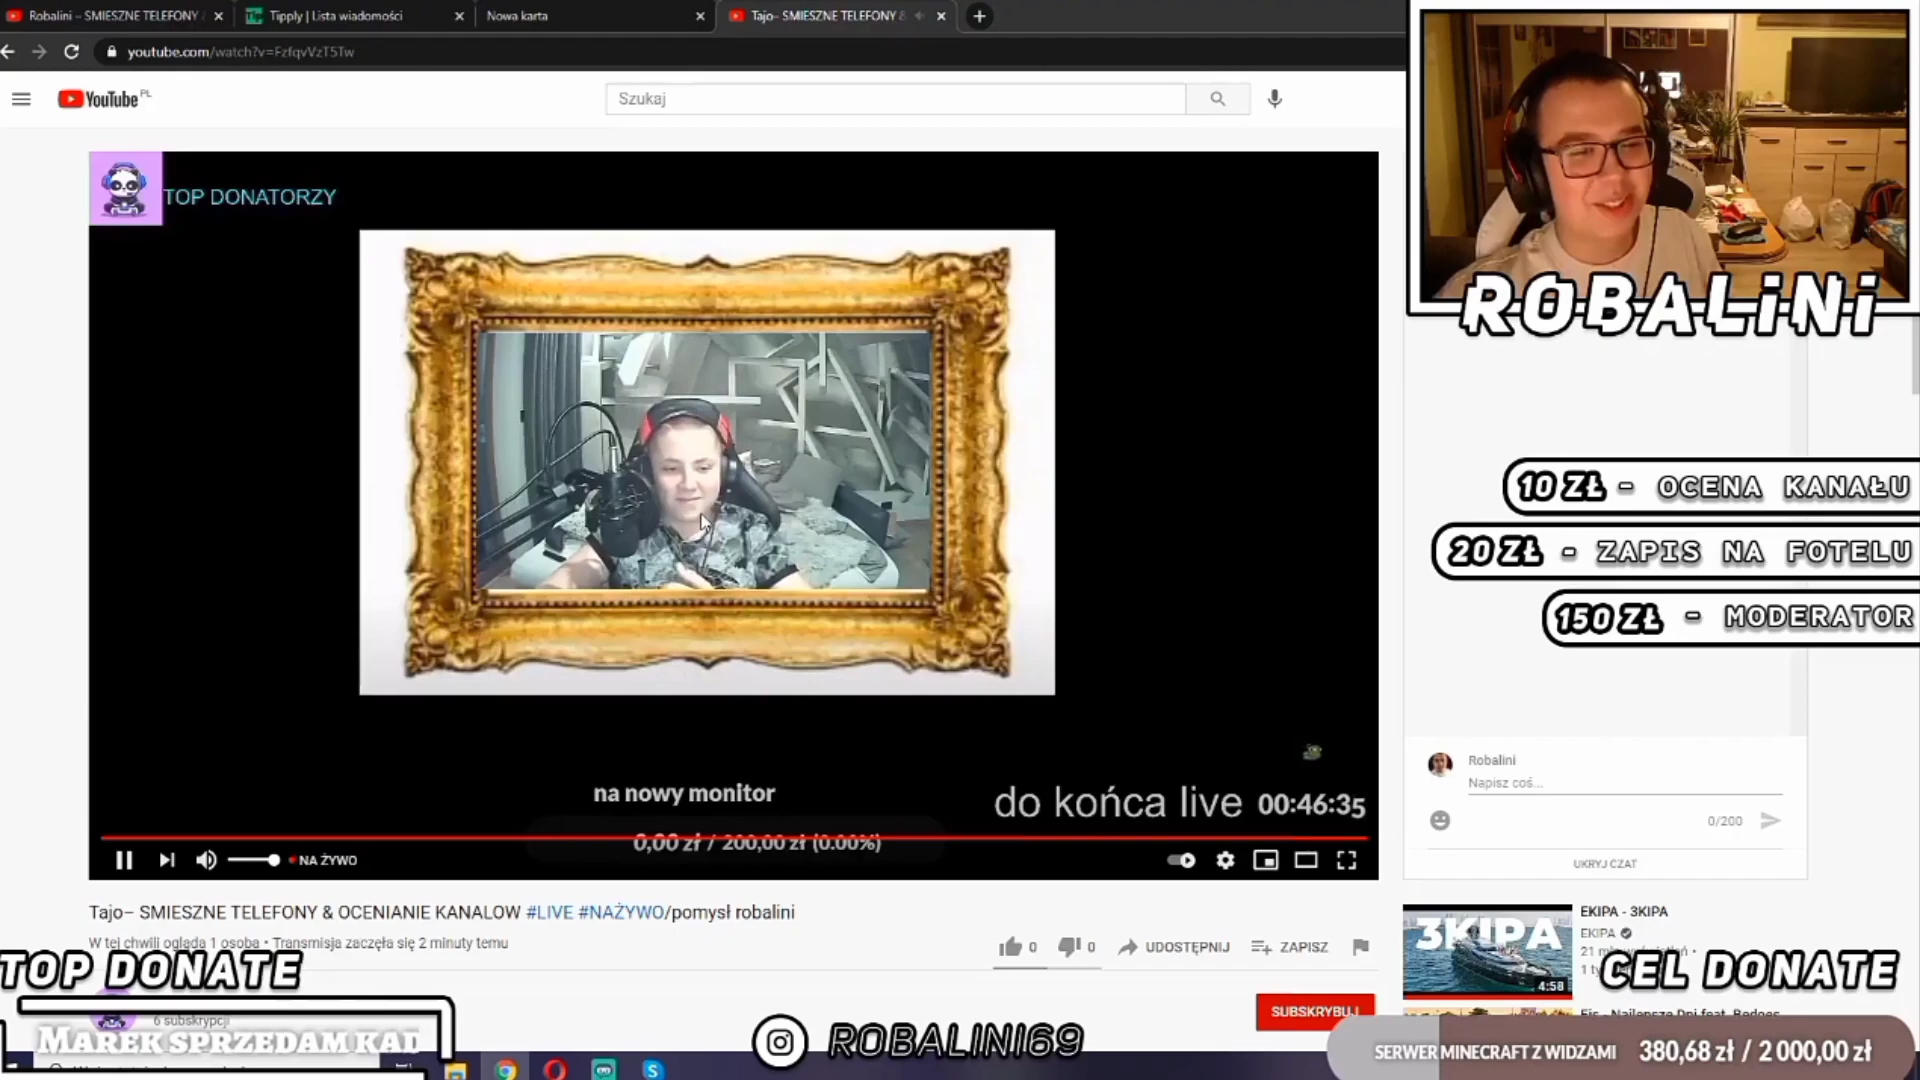 Robalini – SMIESZNE TELEFONY
Tipply | Lista wiadomości
Nowa karta
Tajo– SMIESZNE TELEFONY &
youtube.com/watch?v=FzfqvVzT5Tw
YouTube PL
Szukaj
TOP DONATORZY
ROBALiNi
10 ZŁ - OCENA KANAŁU
20 ZŁ - ZAPIS NA FOTELU
150 ZŁ - MODERATOR
na nowy monitor
do końca live 00:46:35
0,00 zł / 200,00 zł (0.00%)
NA ŻYWO
Robalini
Napisz coś...
0/200
UKRYJ CZAT
Tajo– SMIESZNE TELEFONY & OCENIANIE KANALOW #LIVE #NAŻYWO/pomysł robalini
W tej chwili ogląda 1 osoba • Transmisja zaczęła się 2 minuty temu
0
0
UDOSTĘPNIJ
ZAPISZ
3KIPA
4:58
EKIPA - 3KIPA
EKIPA
TOP DONATE
CEL DONATE
6 subskrypcji
SUBSKRYBUJ
MAREK SPRZEDAM KAD
ROBALINI69
SERWER MINECRAFT Z WIDZAMI 380,68 zł / 2 000,00 zł